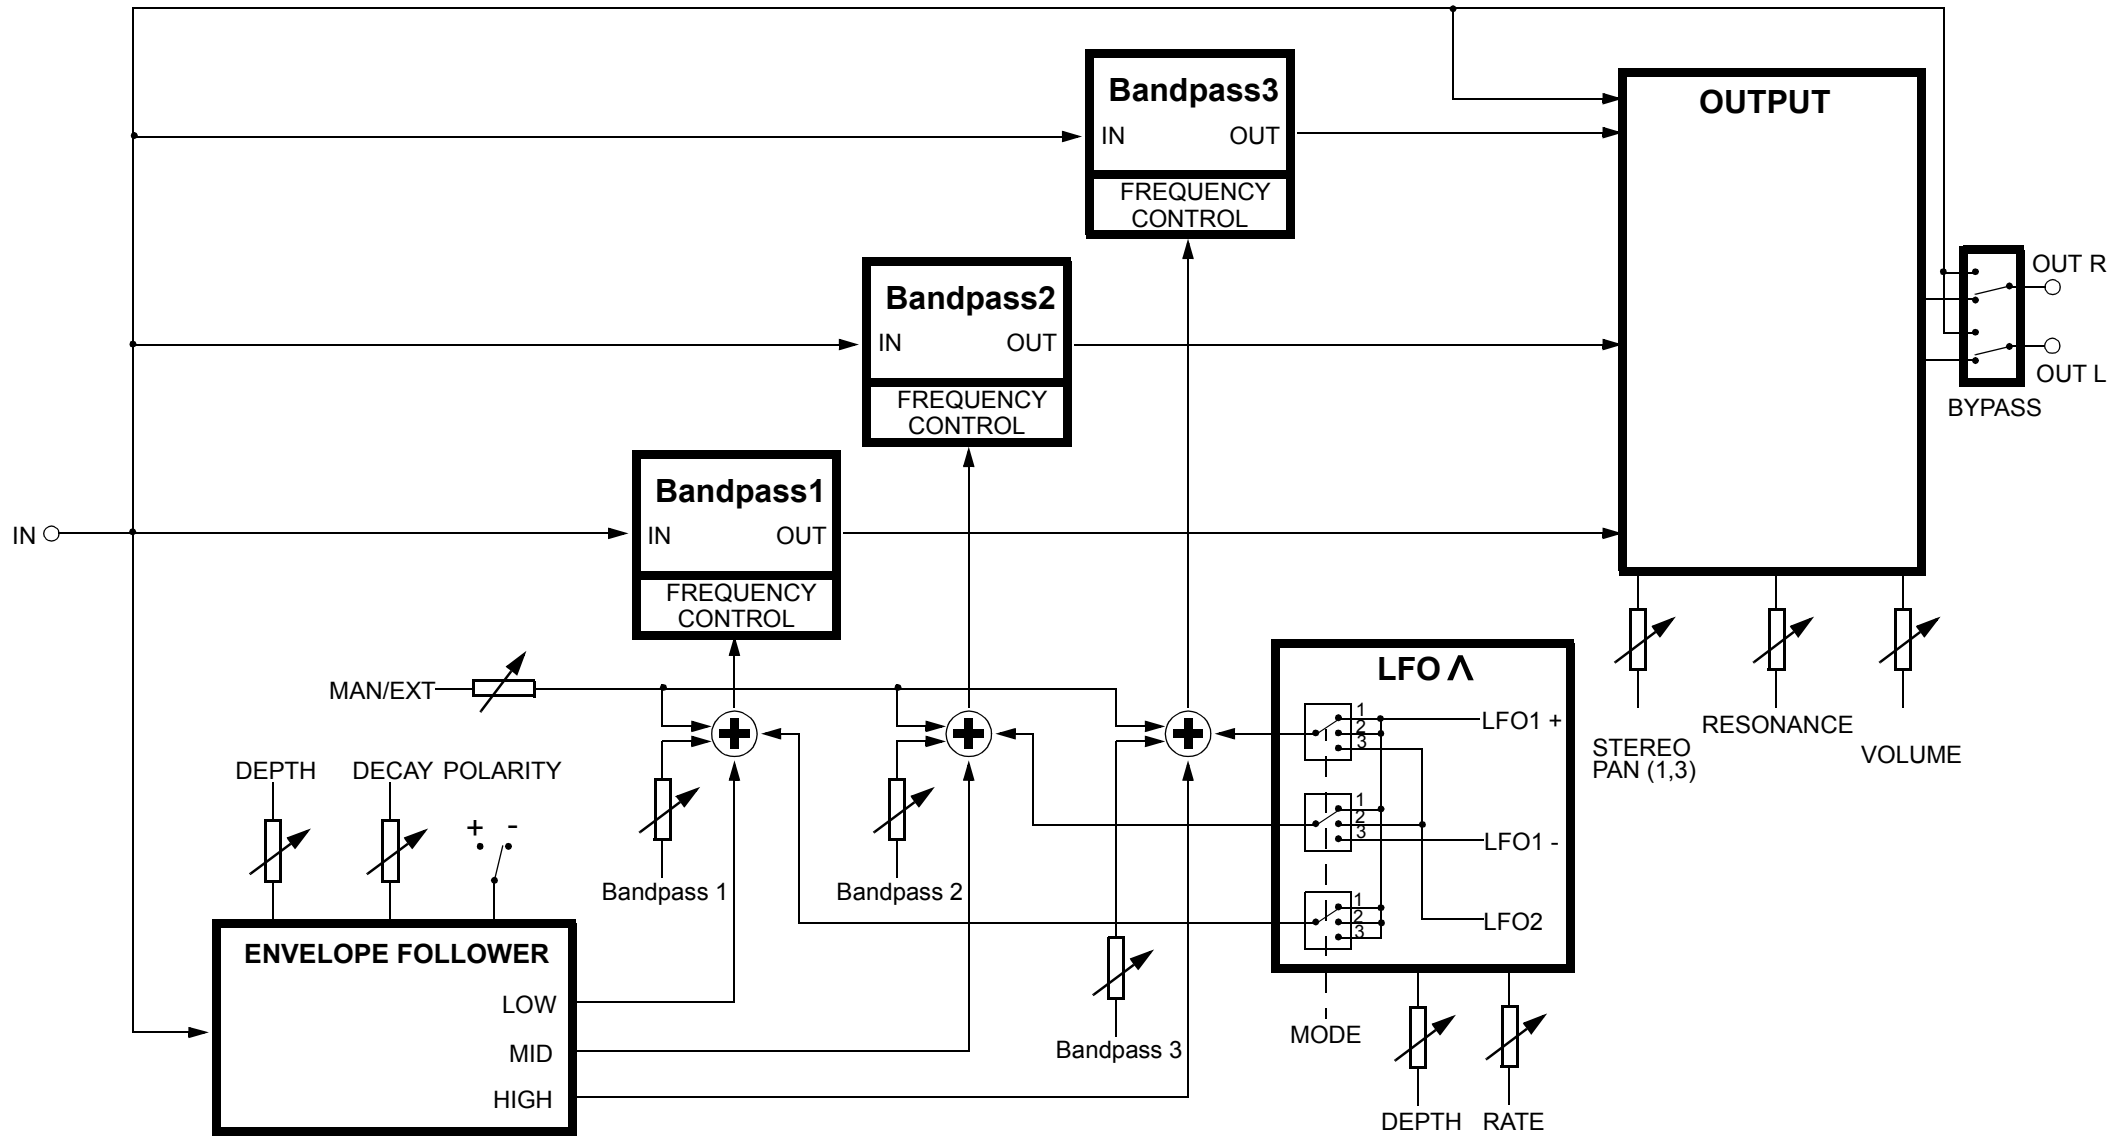 Bandpass3
IN OUT
FREQUENCY
CONTROL
OUTPUT
Bandpass2
IN OUT
FREQUENCY
CONTROL
OUT R
OUT L
BYPASS
Bandpass1
IN OUT
FREQUENCY
CONTROL
IN
MAN/EXT
DEPTH DECAY POLARITY
+ -
Bandpass 1
Bandpass 2
Bandpass 3
ENVELOPE FOLLOWER
LOW
MID
HIGH
LFO Λ
1
2
3
LFO1 +
1
2
3
LFO1 -
1
2
3
LFO2
MODE
DEPTH RATE
STEREO
PAN (1,3)
RESONANCE
VOLUME